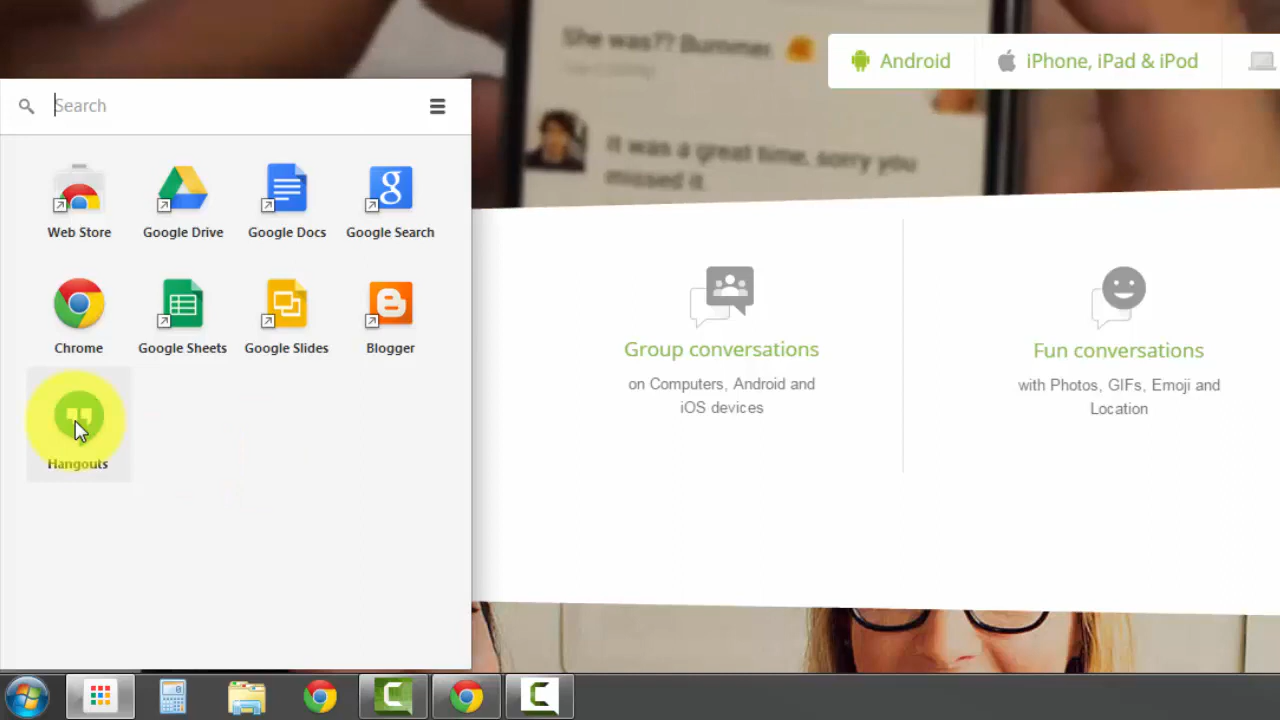 She was?? Bummer.
It was a great time, sorry you
missed it.
Android
iPhone, iPad & iPod
Search
Web Store
Google Drive
Google Docs
Google Search
Chrome
Google Sheets
Google Slides
Blogger
Hangouts
Group conversations
on Computers, Android and
iOS devices
Fun conversations
with Photos, GIFs, Emoji and
Location